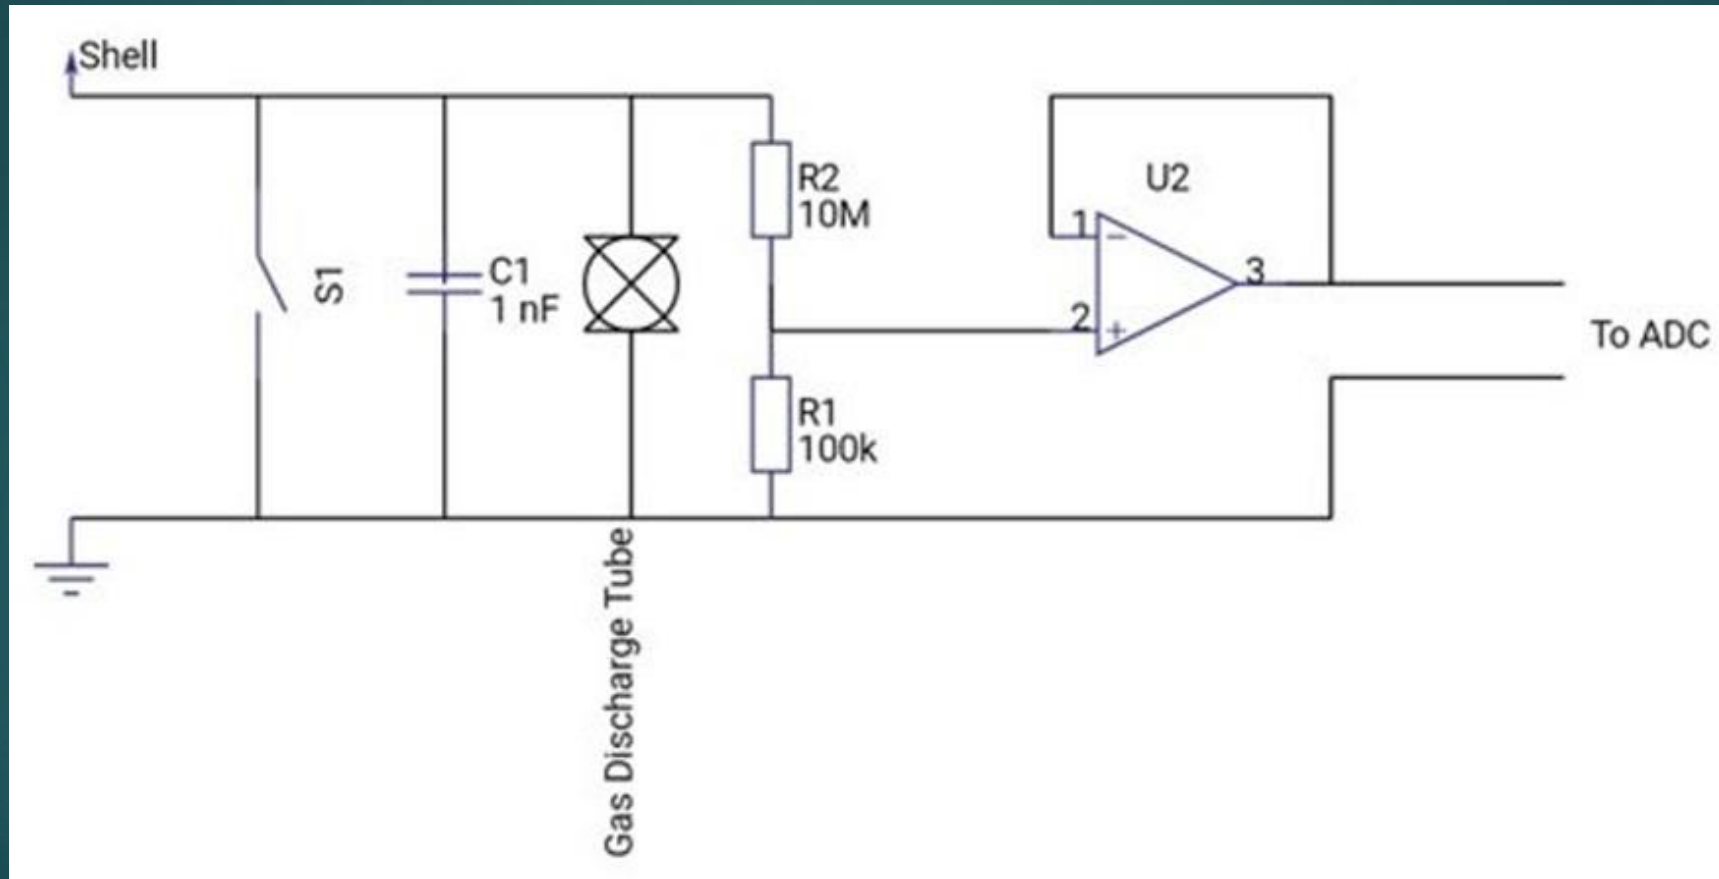 Shell
S1
C1
1 nF
Gas Discharge Tube
R2
10M
R1
100k
U2
1
2
3
−
+
To ADC